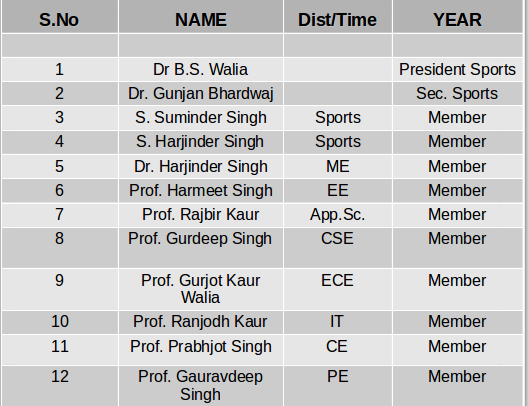 S.No NAME Dist/Time YEAR
1 Dr B.S. Walia President Sports
2 Dr. Gunjan Bhardwaj Sec. Sports
3 S. Suminder Singh Sports Member
4 S. Harjinder Singh Sports Member
5 Dr. Harjinder Singh ME Member
6 Prof. Harmeet Singh EE Member
7 Prof. Rajbir Kaur App.Sc. Member
8 Prof. Gurdeep Singh CSE Member
9 Prof. Gurjot Kaur ECE Member
Walia
10 Prof. Ranjodh Kaur IT Member
11 Prof. Prabhjot Singh CE Member
12 Prof. Gauravdeep PE Member
Singh